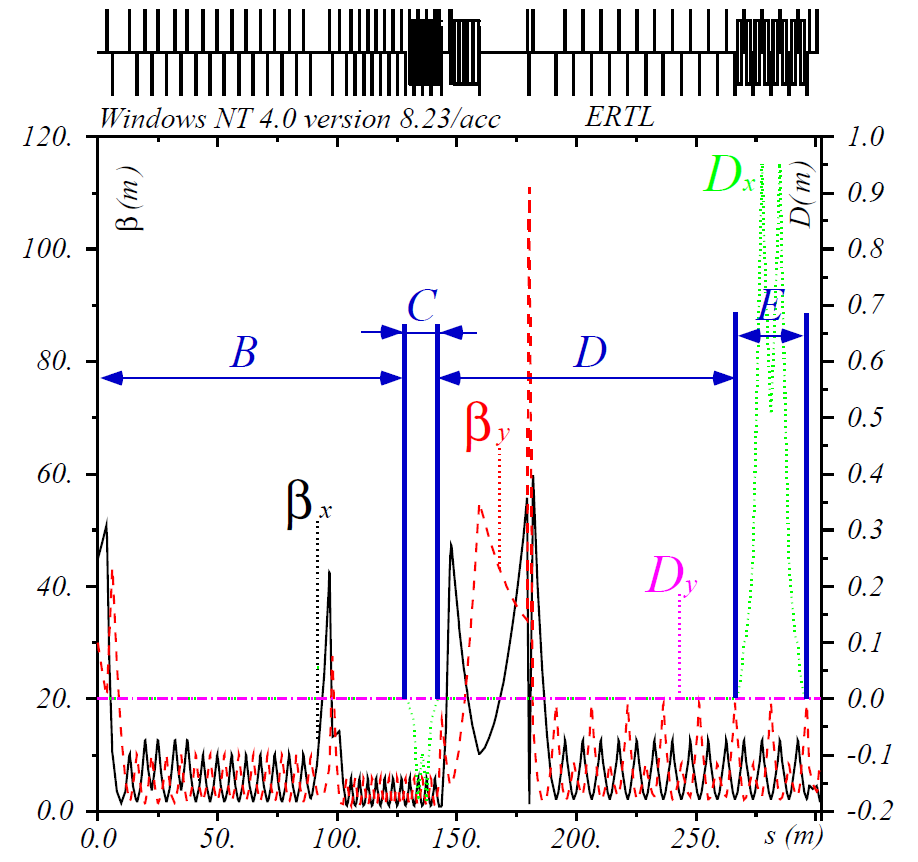 Windows NT 4.0 version 8.23/acc ERTL
120. 1.0
β (m) D(m)
Dx
0.9
100. 0.8
0.7
C E
B D
80. 0.6
0.5
βy
60. 0.4
βx
0.3
Dy
40. 0.2
0.1
20. 0.0
-0.1
0.0 -0.2
0.0 50. 100. 150. 200. 250. s (m)